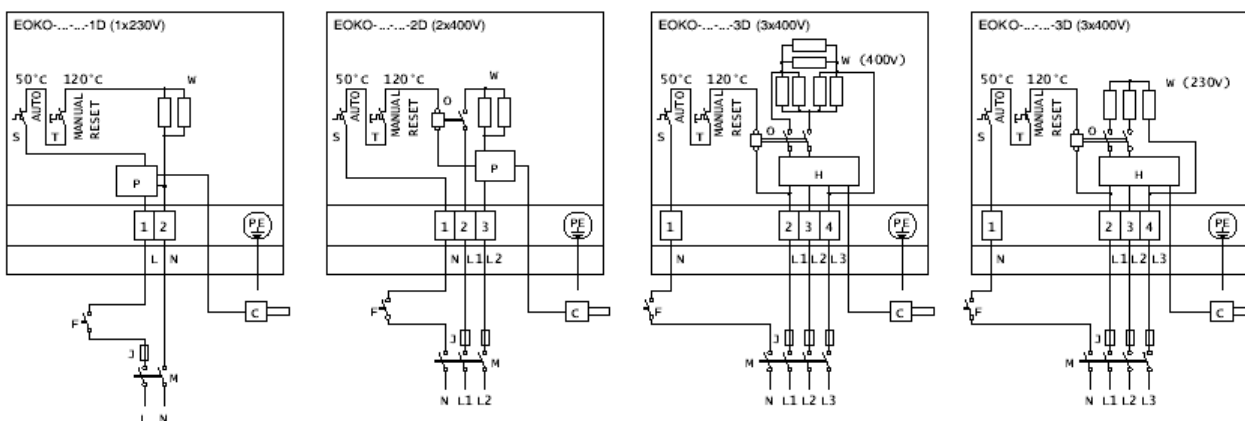 EOKO-...-...-1D (1x230V)
50°C 120°C W
AUTO
MANUAL
RESET
S T
P
1 2
PE
L N
F
C
J
M
L N
EOKO-...-...-2D (2x400V)
50°C 120°C W
AUTO
MANUAL
RESET
O
S T
P
1 2 3
PE
N L1 L2
F
C
J
M
N L1 L2
EOKO-...-...-3D (3x400V)
W (400V)
50°C 120°C
AUTO
MANUAL
RESET
O
S T
H
1 2 3 4
PE
N L1 L2 L3
F
C
J
M
N L1 L2 L3
EOKO-...-...-3D (3x400V)
50°C 120°C W (230V)
AUTO
MANUAL
RESET
O
S T
H
1 2 3 4
PE
N L1 L2 L3
F
C
J
M
N L1 L2 L3